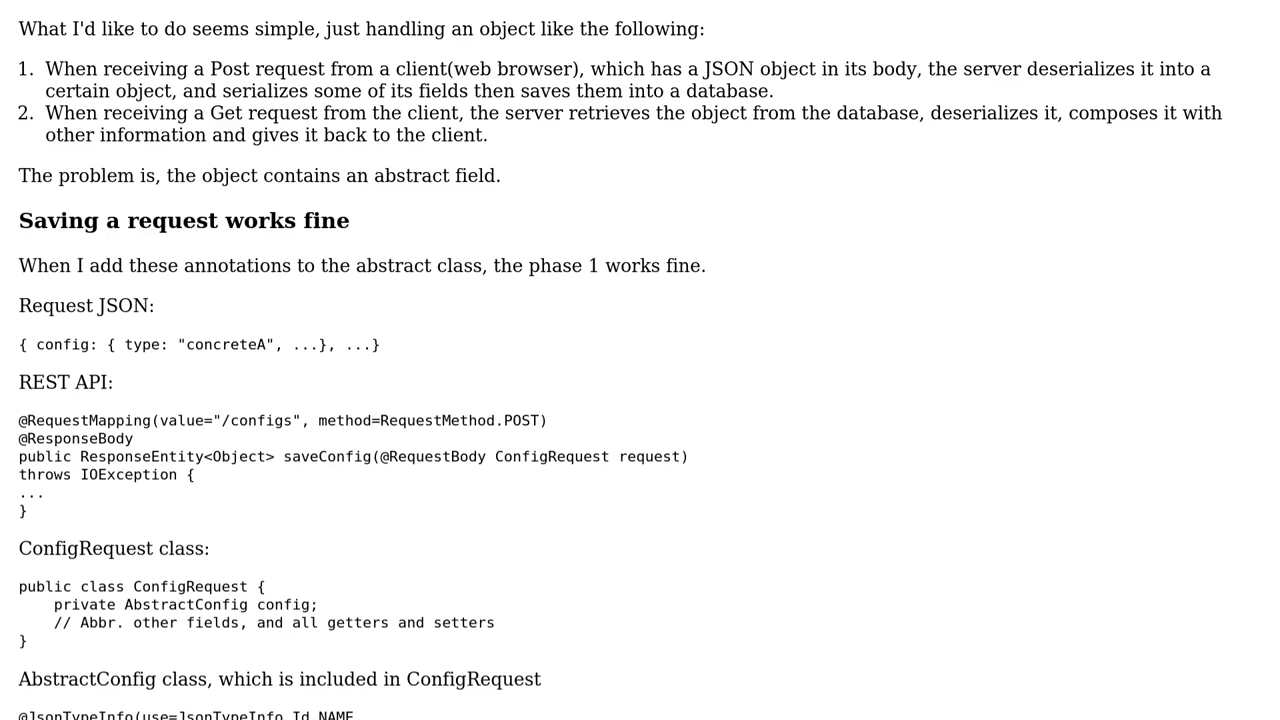 What I'd like to do seems simple, just handling an object like the following:
1. When receiving a Post request from a client(web browser), which has a JSON object in its body, the server deserializes it into a
certain object, and serializes some of its fields then saves them into a database.
2. When receiving a Get request from the client, the server retrieves the object from the database, deserializes it, composes it with
other information and gives it back to the client.
The problem is, the object contains an abstract field.
Saving a request works fine
When I add these annotations to the abstract class, the phase 1 works fine.
Request JSON:
{ config: { type: "concreteA", ...}, ...}
REST API:
@RequestMapping(value="/configs", method=RequestMethod.POST)
@ResponseBody
public ResponseEntity<Object> saveConfig(@RequestBody ConfigRequest request)
throws IOException {
...
}
ConfigRequest class:
public class ConfigRequest {
    private AbstractConfig config;
    // Abbr. other fields, and all getters and setters
}
AbstractConfig class, which is included in ConfigRequest
@JsonTypeInfo(use=JsonTypeInfo.Id.NAME